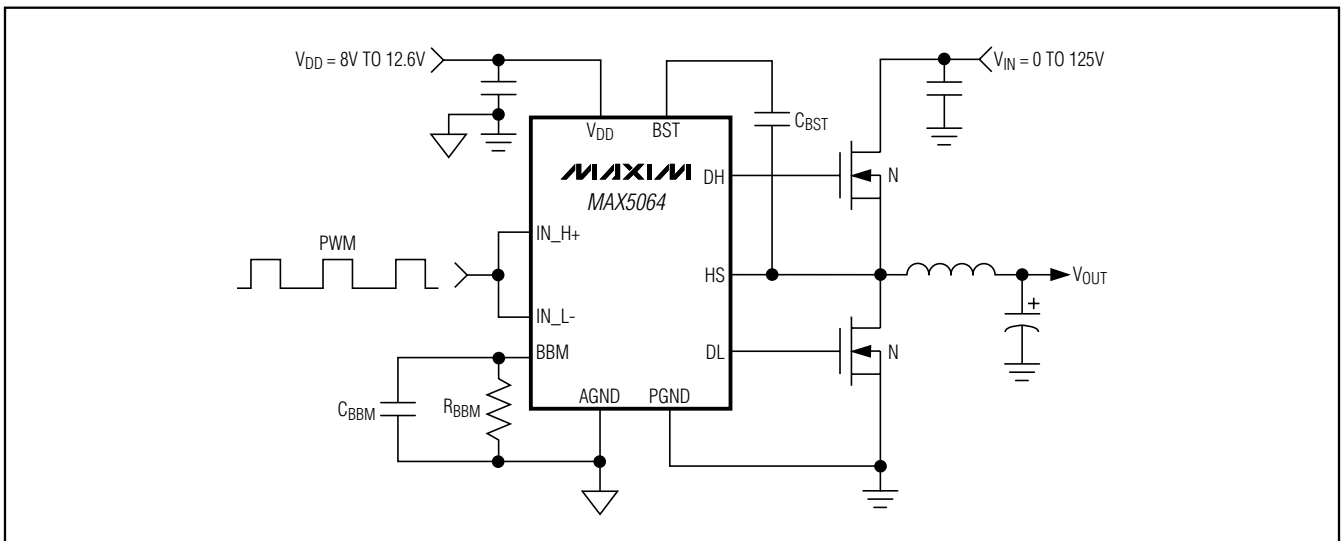 V_DD = 8V TO 12.6V
V_IN = 0 TO 125V
V_DD
BST
C_BST
MAXIM
MAX5064
DH
N
IN_H+
PWM
HS
V_OUT
+
IN_L-
BBM
DL
N
C_BBM
R_BBM
AGND
PGND